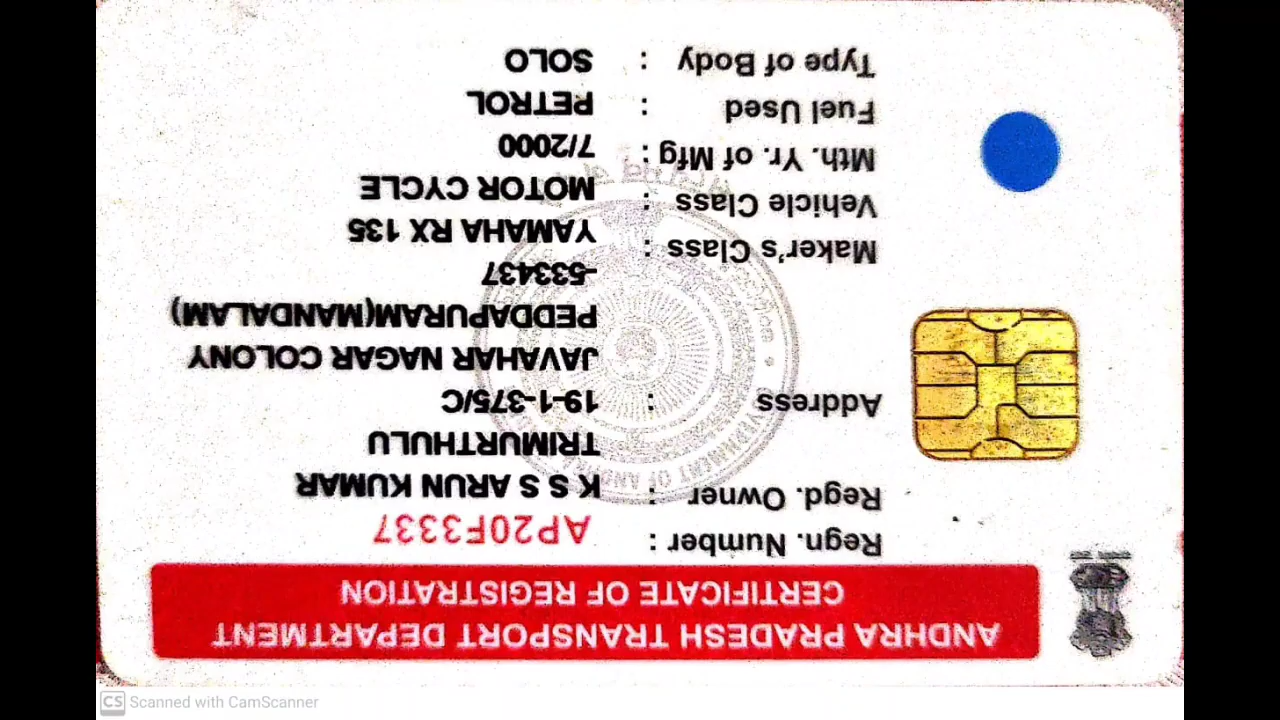 ANDHRA PRADESH TRANSPORT DEPARTMENT
CERTIFICATE OF REGISTRATION
Regn. Number : AP20F3337
Regd. Owner : K S S ARUN KUMAR
TRIMURTHULU
Address : 19-1-375/C
JAVAHAR NAGAR COLONY
PEDDAPURAM(MANDALAM)
-533437
Maker's Class : YAMAHA RX 135
Vehicle Class : MOTOR CYCLE
Mth. Yr. of Mfg : 7/2000
Fuel Used : PETROL
Type of Body : SOLO
CS Scanned with CamScanner